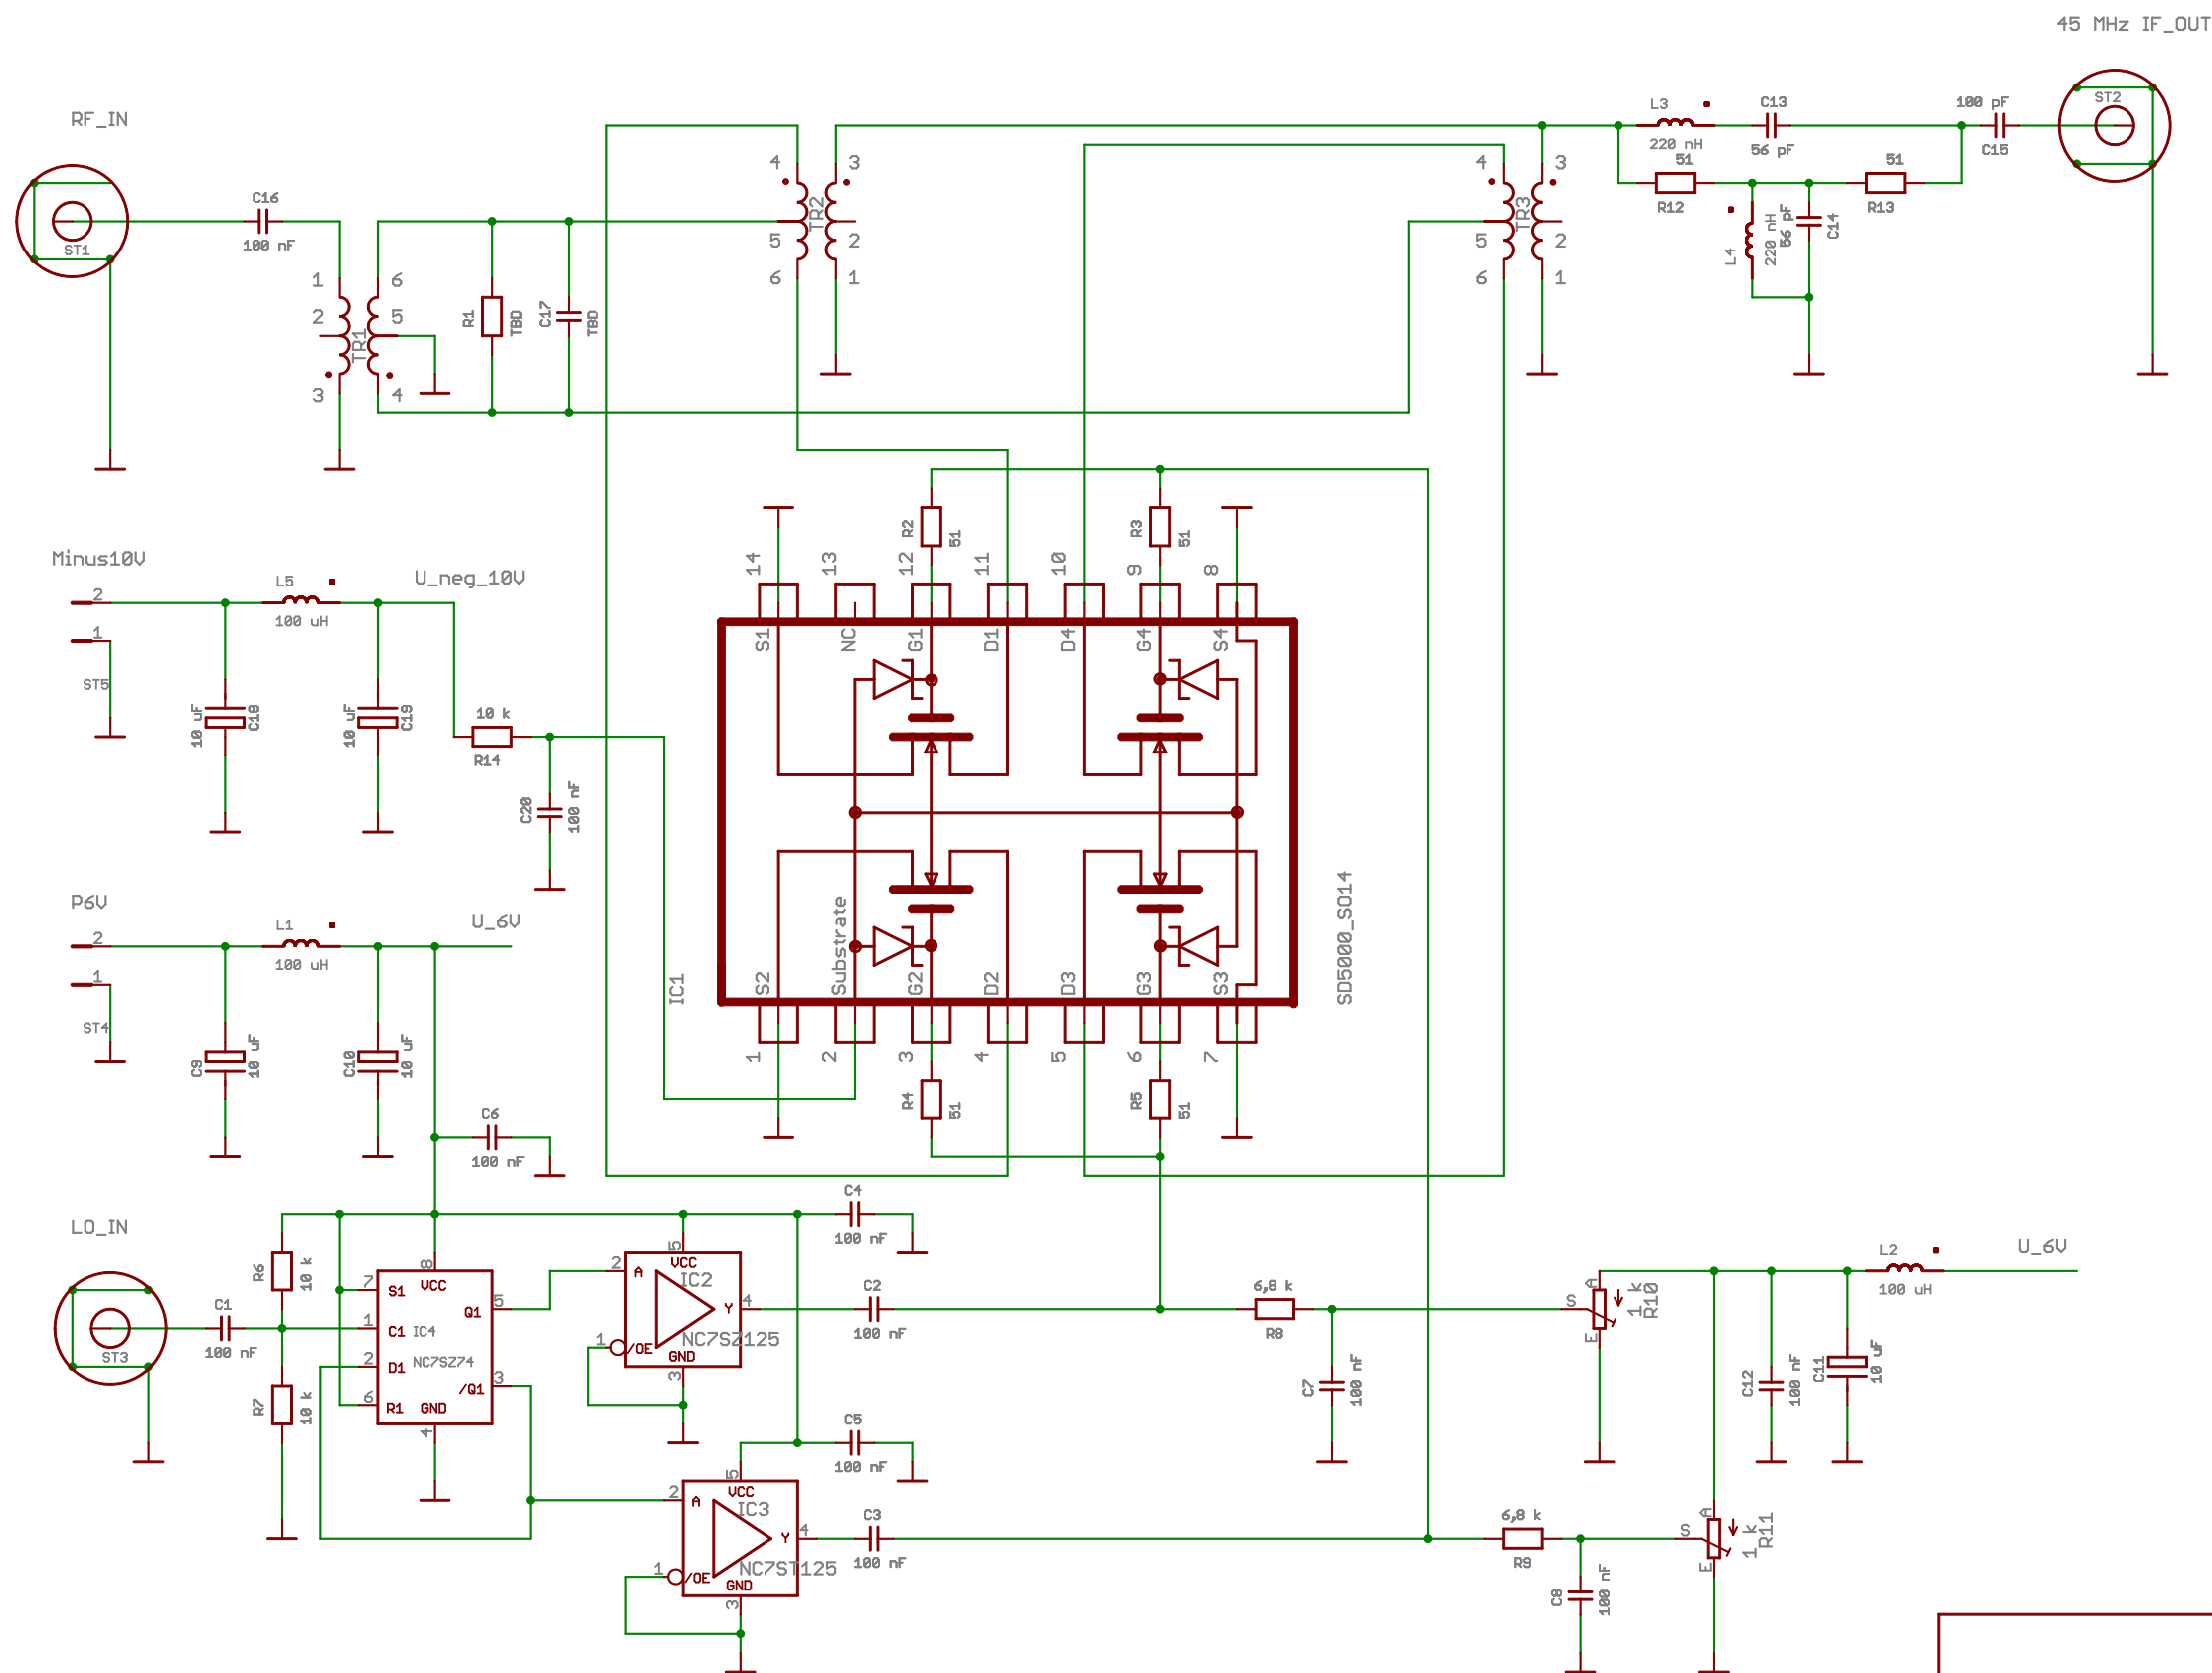 45 MHz IF_OUT
RF_IN
ST1
C16
100 nF
1
2
3
TR1
6
5
4
R1
TBD
C17
TBD
4
5
6
TR2
3
2
1
4
5
6
TR3
3
2
1
L3
220 nH
C13
56 pF
100 pF
C15
ST2
51
R12
51
R13
L4
220 nH
56 pF
C14
Minus10V
2
1
ST5
L5
100 uH
U_neg_10V
10 uF
C18
10 uF
C19
10 k
R14
C20
100 nF
R2
51
R3
51
14
13
12
11
10
9
8
S1
NC
G1
D1
D4
G4
S4
IC1
SD5000_SO14
S2
Substrate
G2
D2
D3
G3
S3
1
2
3
4
5
6
7
R4
51
R5
51
P6V
2
1
ST4
L1
100 uH
U_6V
C9
10 uF
C10
10 uF
C6
100 nF
LO_IN
ST3
C1
100 nF
R6
10 k
R7
10 k
7
1
2
6
8
5
3
4
S1
VCC
Q1
C1
IC4
D1
NC7SZ74
/Q1
R1
GND
C4
100 nF
2
A
5
VCC
IC2
Y
4
1
/OE
NC7SZ125
GND
3
C2
100 nF
C5
100 nF
2
A
5
VCC
IC3
Y
4
1
/OE
NC7ST125
GND
3
C3
100 nF
6,8 k
R8
C7
100 nF
A
S
E
1 k
R10
L2
100 uH
U_6V
C12
100 nF
C11
10 uF
6,8 k
R9
C8
100 nF
A
S
E
1 k
R11